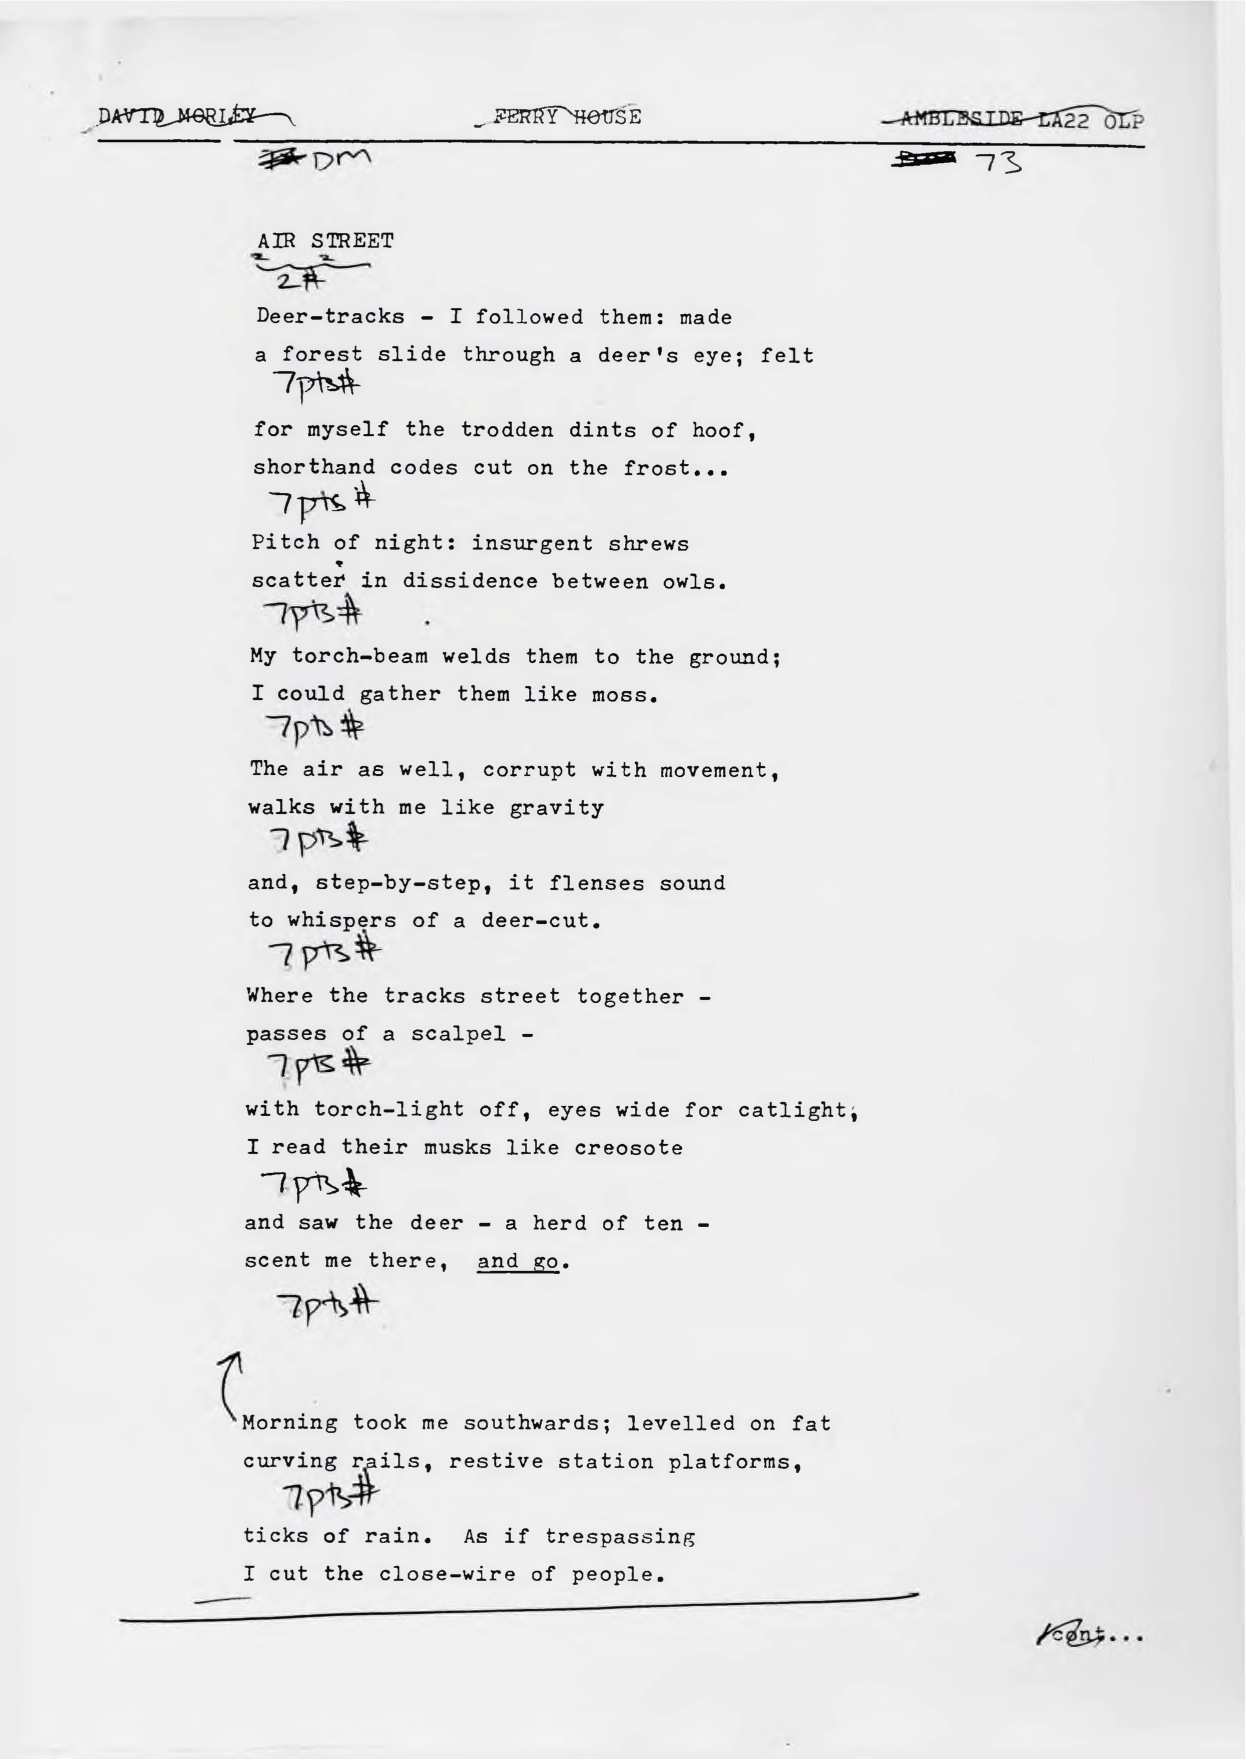 DAVID MORLEY FERRY HOUSE AMBLESIDE LA22 OLP
DM 73
AIR STREET
2 2
2#
Deer-tracks - I followed them: made
a forest slide through a deer's eye; felt
7pts#
for myself the trodden dints of hoof,
shorthand codes cut on the frost...
7pts#
Pitch of night: insurgent shrews
scatter in dissidence between owls.
7pts#
My torch-beam welds them to the ground;
I could gather them like moss.
7pts#
The air as well, corrupt with movement,
walks with me like gravity
7pts#
and, step-by-step, it flenses sound
to whispers of a deer-cut.
7pts#
Where the tracks street together -
passes of a scalpel -
7pts#
with torch-light off, eyes wide for catlight,
I read their musks like creosote
7pts#
and saw the deer - a herd of ten -
scent me there, and go.
7pts#
Morning took me southwards; levelled on fat
curving rails, restive station platforms,
7pts#
ticks of rain. As if trespassing
I cut the close-wire of people.
cont...